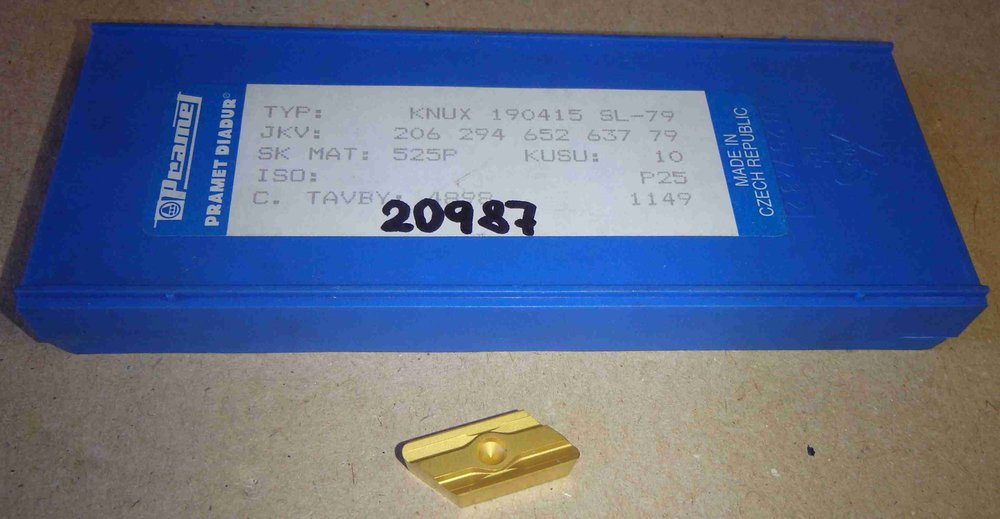 Pramet
PRAMET DIADUR®
TYP: KNUX 190415 SL-79
JKV: 206 294 652 637 79
SK MAT: 525P KUSU: 10
ISO: P25
C. TAVBY: 4898 1149
20987
MADE IN
CZECH REPUBLIC